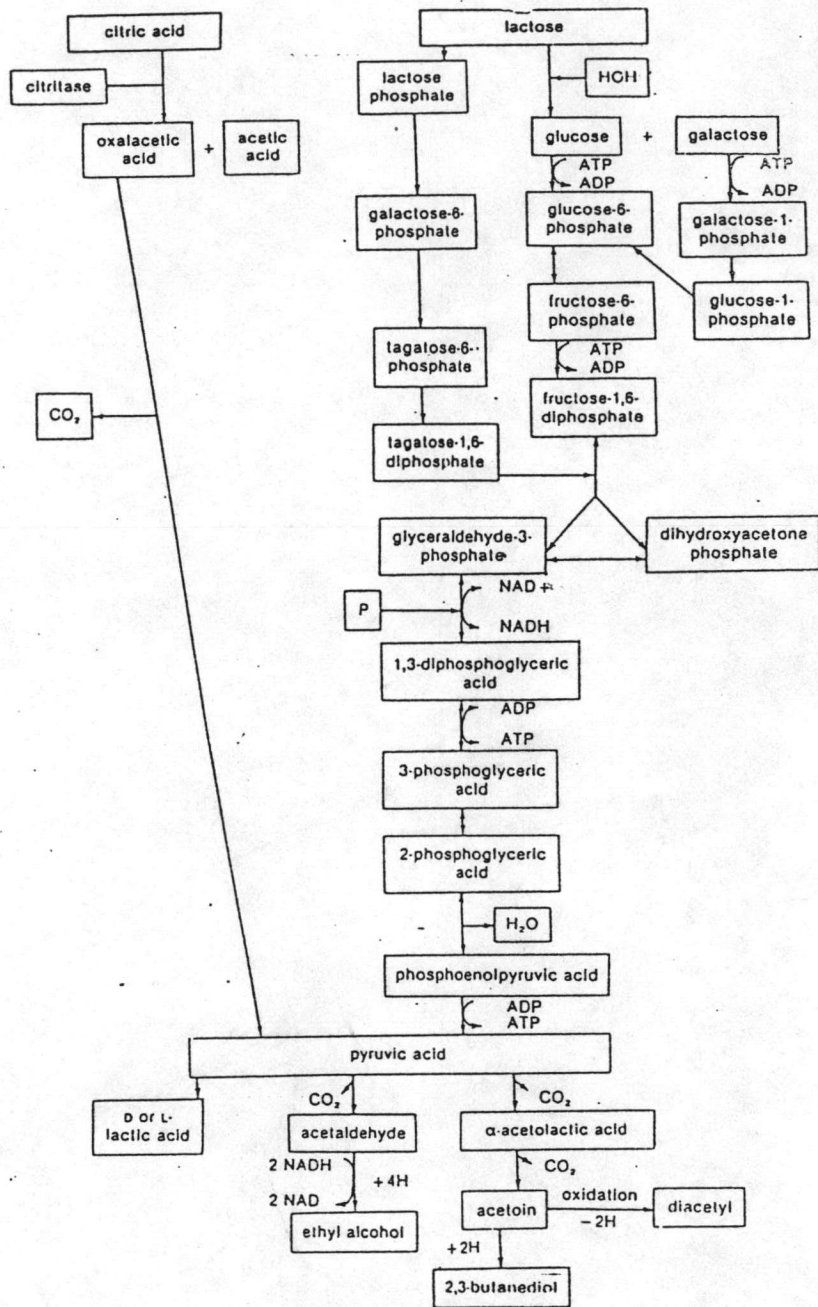 citric acid
citritase
oxalacetic
acid
+
acetic
acid
CO₂
lactose
lactose
phosphate
HOH
glucose
+
galactose
ATP
ADP
ATP
ADP
galactose-6-
phosphate
glucose-6-
phosphate
galactose-1-
phosphate
fructose-6-
phosphate
glucose-1-
phosphate
tagatose-6-
phosphate
ATP
ADP
fructose-1,6-
diphosphate
tagatose-1,6-
diphosphate
glyceraldehyde-3-
phosphate
dihydroxyacetone
phosphate
P
NAD+
NADH
1,3-diphosphoglyceric
acid
ADP
ATP
3-phosphoglyceric
acid
2-phosphoglyceric
acid
H₂O
phosphoenolpyruvic acid
ADP
ATP
pyruvic acid
D or L-
lactic acid
CO₂
acetaldehyde
2 NADH
+4H
2 NAD
ethyl alcohol
CO₂
α-acetolactic acid
CO₂
acetoin
oxidation
−2H
diacetyl
+2H
2,3-butanediol